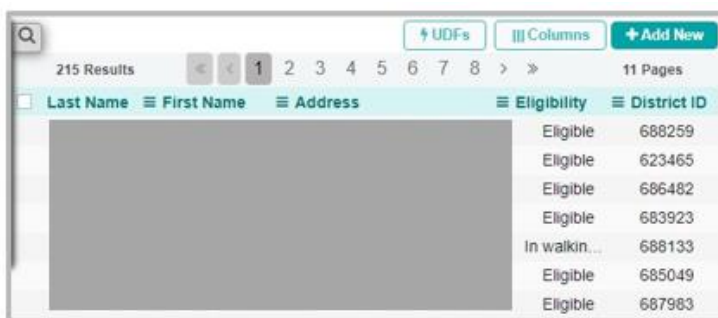 UDFs Columns +Add New
215 Results « < 1 2 3 4 5 6 7 8 > » 11 Pages
Last Name First Name Address Eligibility District ID
Eligible 688259
Eligible 623465
Eligible 686482
Eligible 683923
In walkin... 688133
Eligible 685049
Eligible 687983